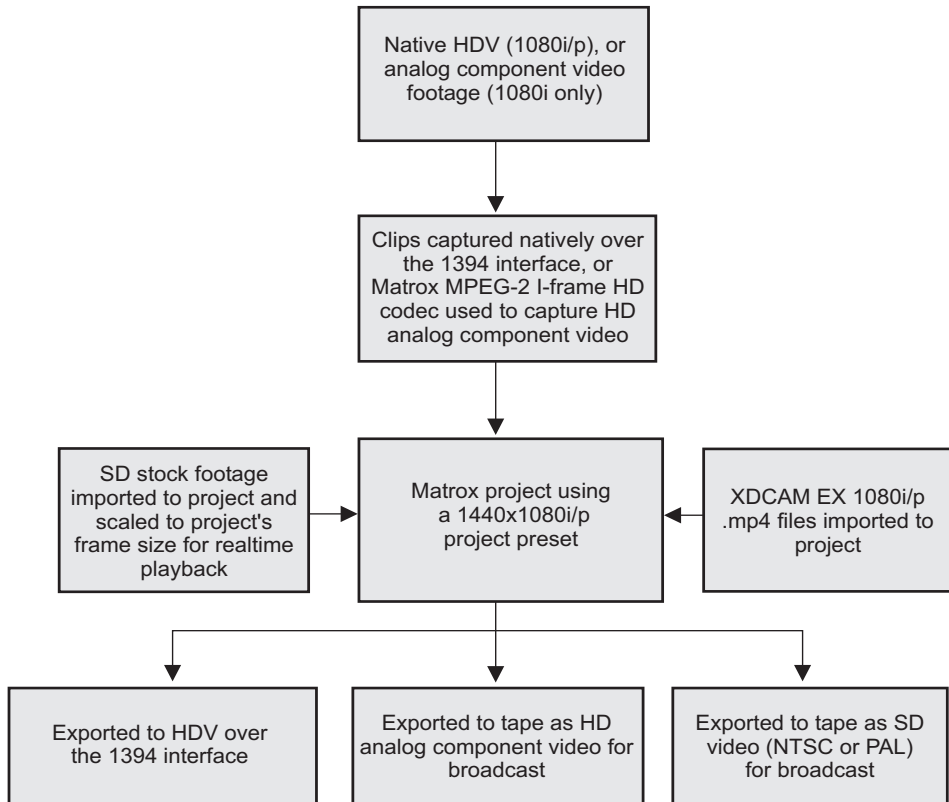 Native HDV (1080i/p), or
analog component video
footage (1080i only)
Clips captured natively over
the 1394 interface, or
Matrox MPEG-2 I-frame HD
codec used to capture HD
analog component video
SD stock footage
imported to project and
scaled to project's
frame size for realtime
playback
Matrox project using
a 1440x1080i/p
project preset
XDCAM EX 1080i/p
.mp4 files imported to
project
Exported to HDV over
the 1394 interface
Exported to tape as HD
analog component video for
broadcast
Exported to tape as SD
video (NTSC or PAL)
for broadcast